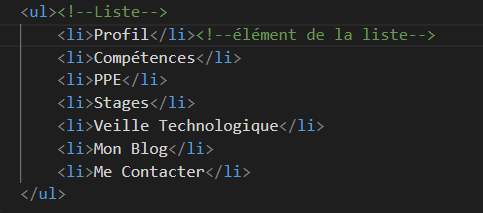 <ul><!--Liste-->
<li>Profil</li><!--élément de la liste-->
<li>Compétences</li>
<li>PPE</li>
<li>Stages</li>
<li>Veille Technologique</li>
<li>Mon Blog</li>
<li>Me Contacter</li>
</ul>